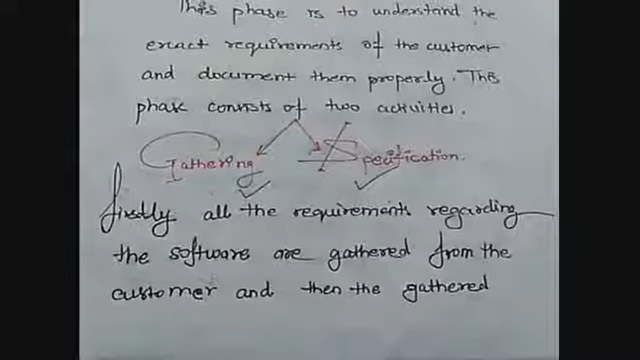 This phase is to understand the
exact requirements of the customer
and document them properly. This
phase consists of two activities.
Gathering Specification.
firstly all the requirements regarding
the software are gathered from the
customer and then the gathered